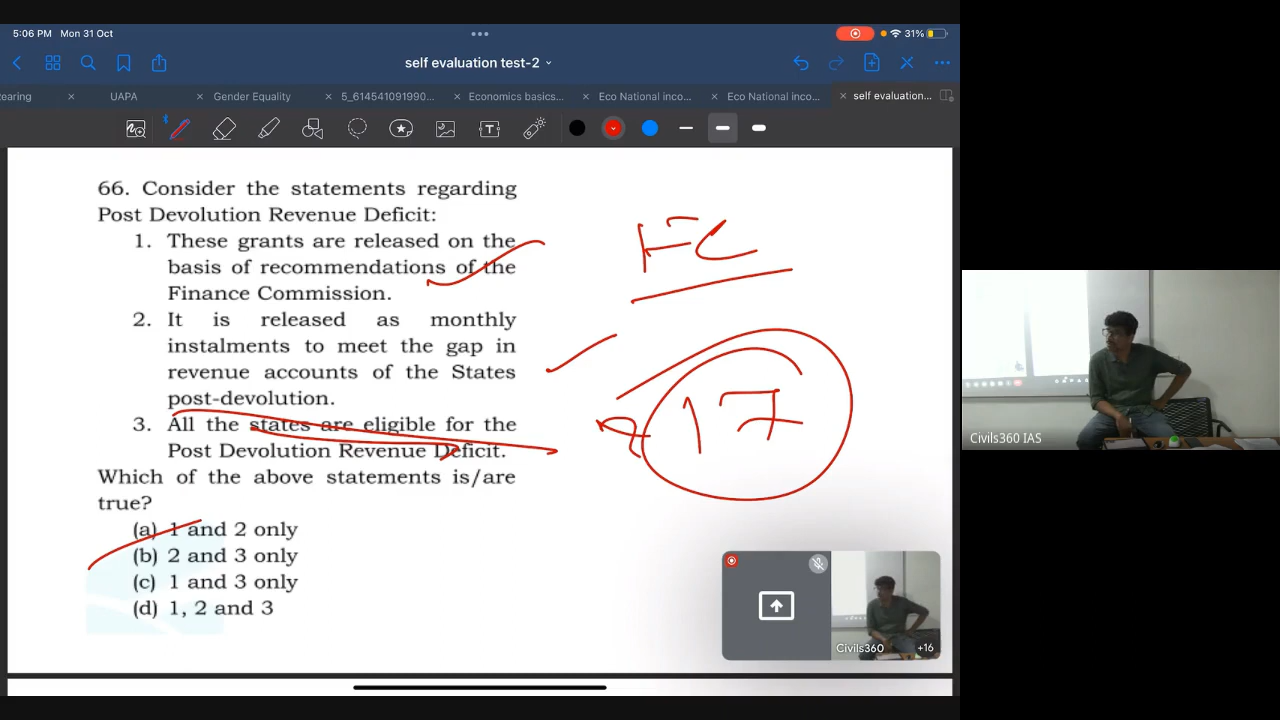 5:06 PM Mon 31 Oct
31%
self evaluation test-2
earing
UAPA
Gender Equality
5_614541091990...
Economics basics...
Eco National inco...
Eco National inco...
self evaluation...
66. Consider the statements regarding
Post Devolution Revenue Deficit:
1. These grants are released on the
basis of recommendations of the
Finance Commission.
2. It is released as monthly
instalments to meet the gap in
revenue accounts of the States
post-devolution.
3. All the states are eligible for the
Post Devolution Revenue Deficit.
Which of the above statements is/are
true?
(a) 1 and 2 only
(b) 2 and 3 only
(c) 1 and 3 only
(d) 1, 2 and 3
FC
17
Civils360
+16
Civils360 IAS